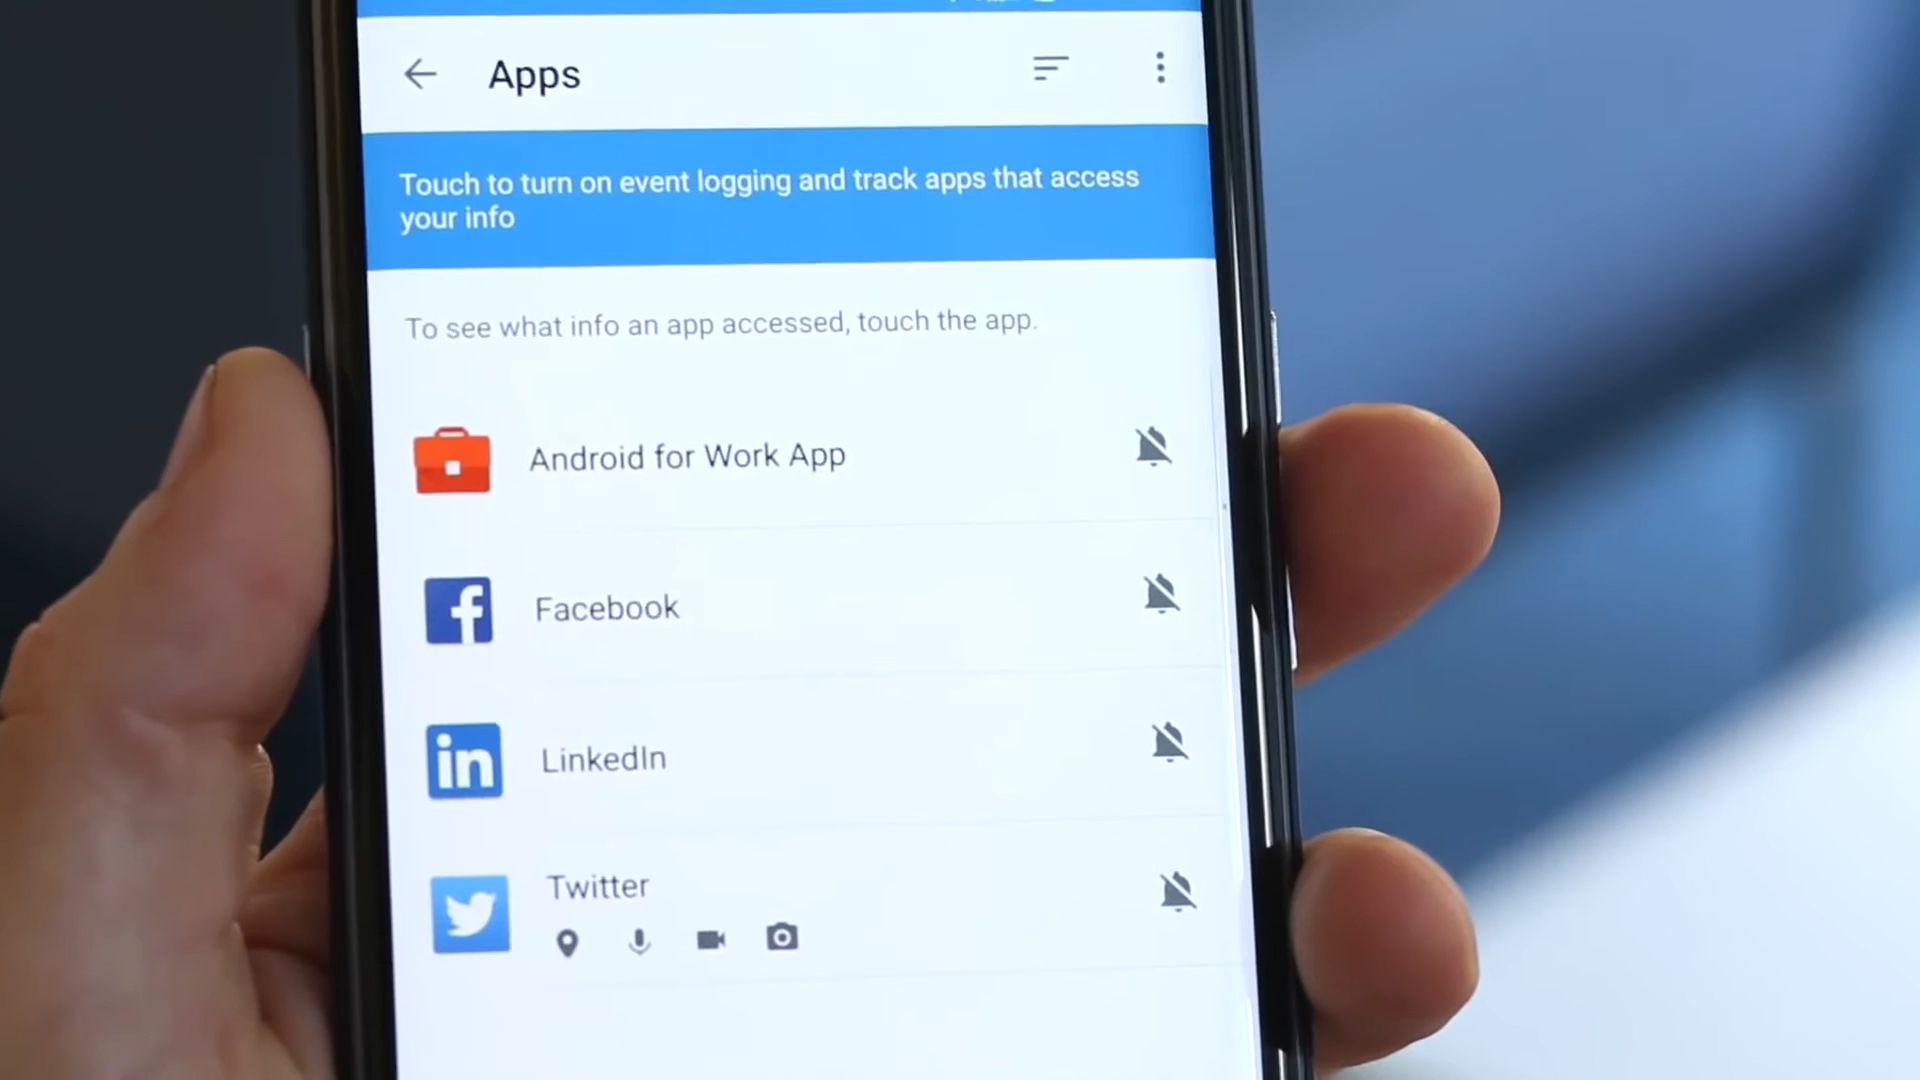 Apps
Touch to turn on event logging and track apps that access
your info
To see what info an app accessed, touch the app.
Android for Work App
Facebook
in LinkedIn
Twitter